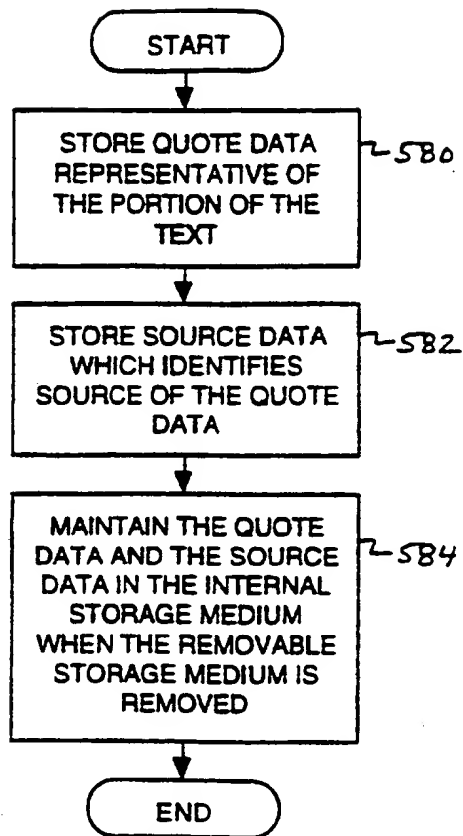 START
STORE QUOTE DATA
REPRESENTATIVE OF
THE PORTION OF THE
TEXT
580
STORE SOURCE DATA
WHICH IDENTIFIES
SOURCE OF THE QUOTE
DATA
582
MAINTAIN THE QUOTE
DATA AND THE SOURCE
DATA IN THE INTERNAL
STORAGE MEDIUM
WHEN THE REMOVABLE
STORAGE MEDIUM IS
REMOVED
584
END